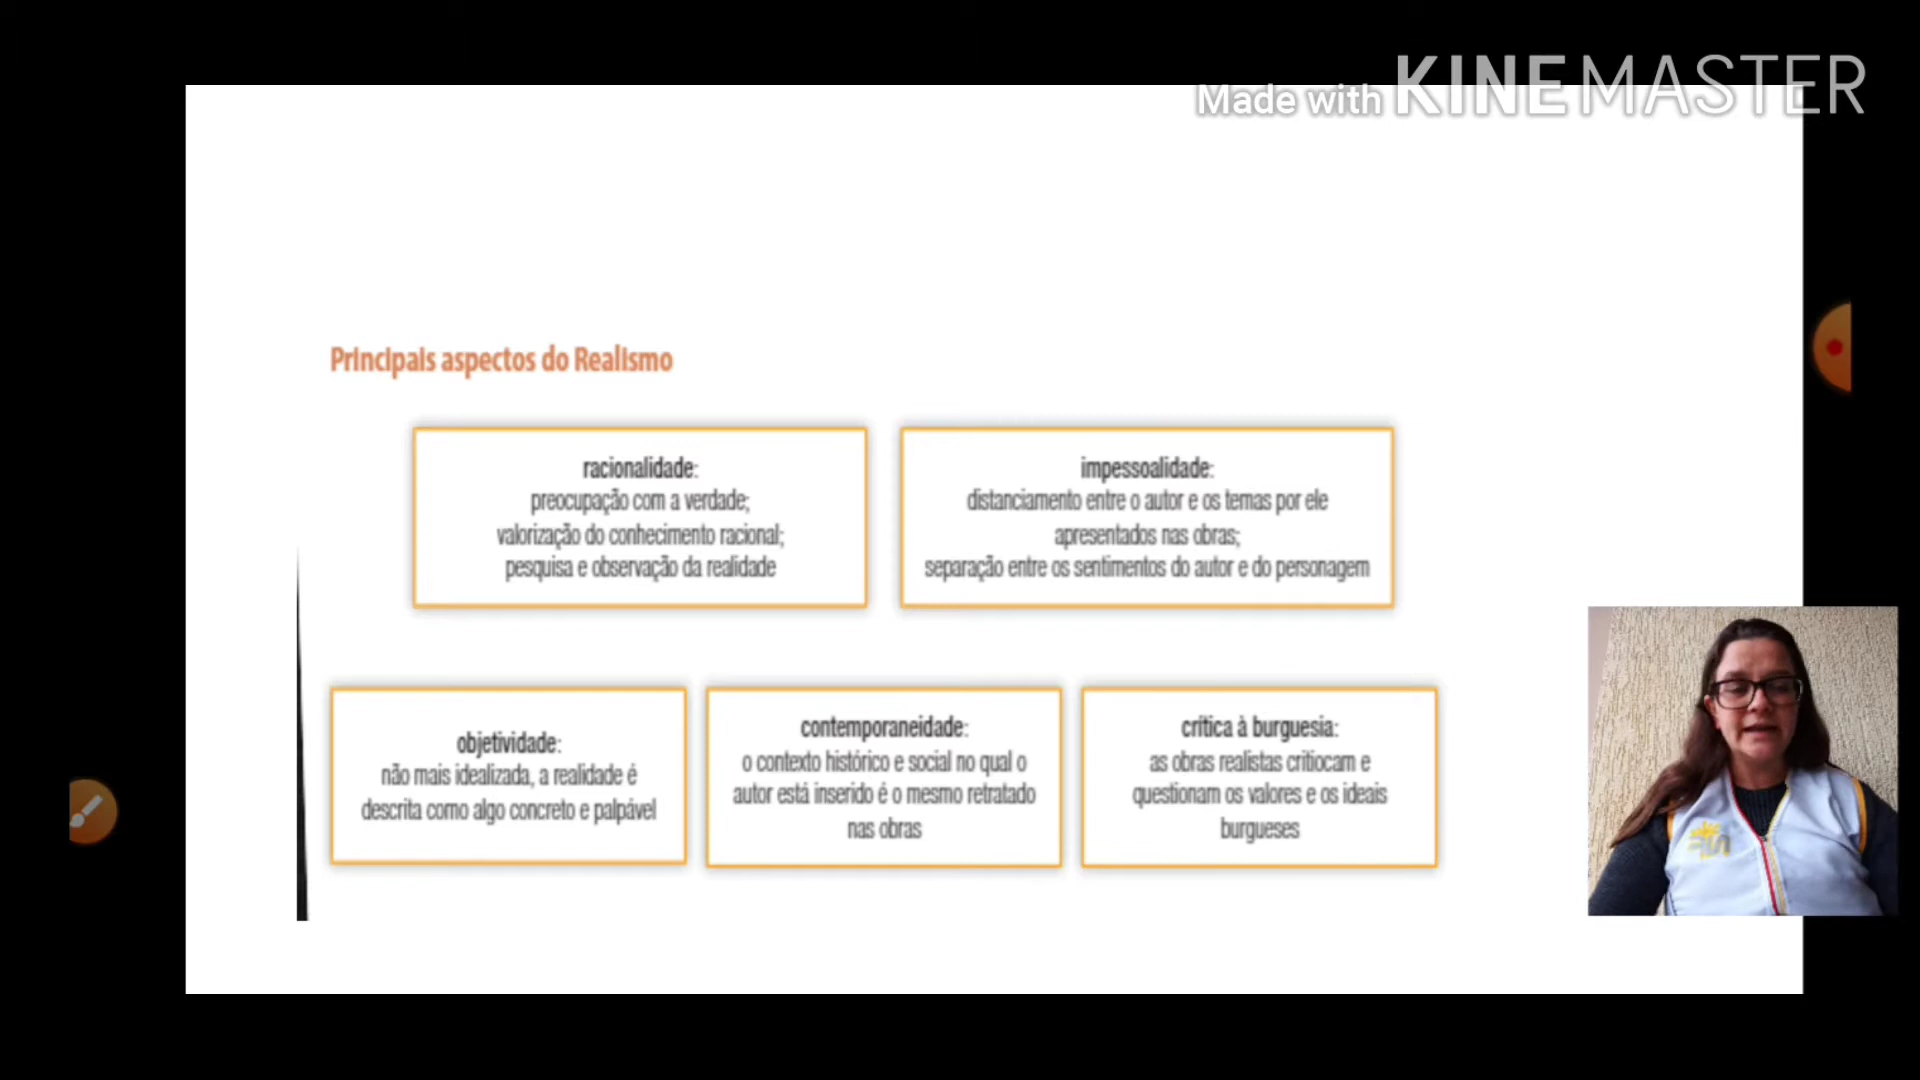 Made with KINEMASTER
Principais aspectos do Realismo
racionalidade:
preocupação com a verdade;
valorização do conhecimento racional;
pesquisa e observação da realidade
impessoalidade:
distanciamento entre o autor e os temas por ele
apresentados nas obras;
separação entre os sentimentos do autor e do personagem
objetividade:
não mais idealizada, a realidade é
descrita como algo concreto e palpável
contemporaneidade:
o contexto histórico e social no qual o
autor está inserido é o mesmo retratado
nas obras
crítica à burguesia:
as obras realistas critiocam e
questionam os valores e os ideais
burgueses